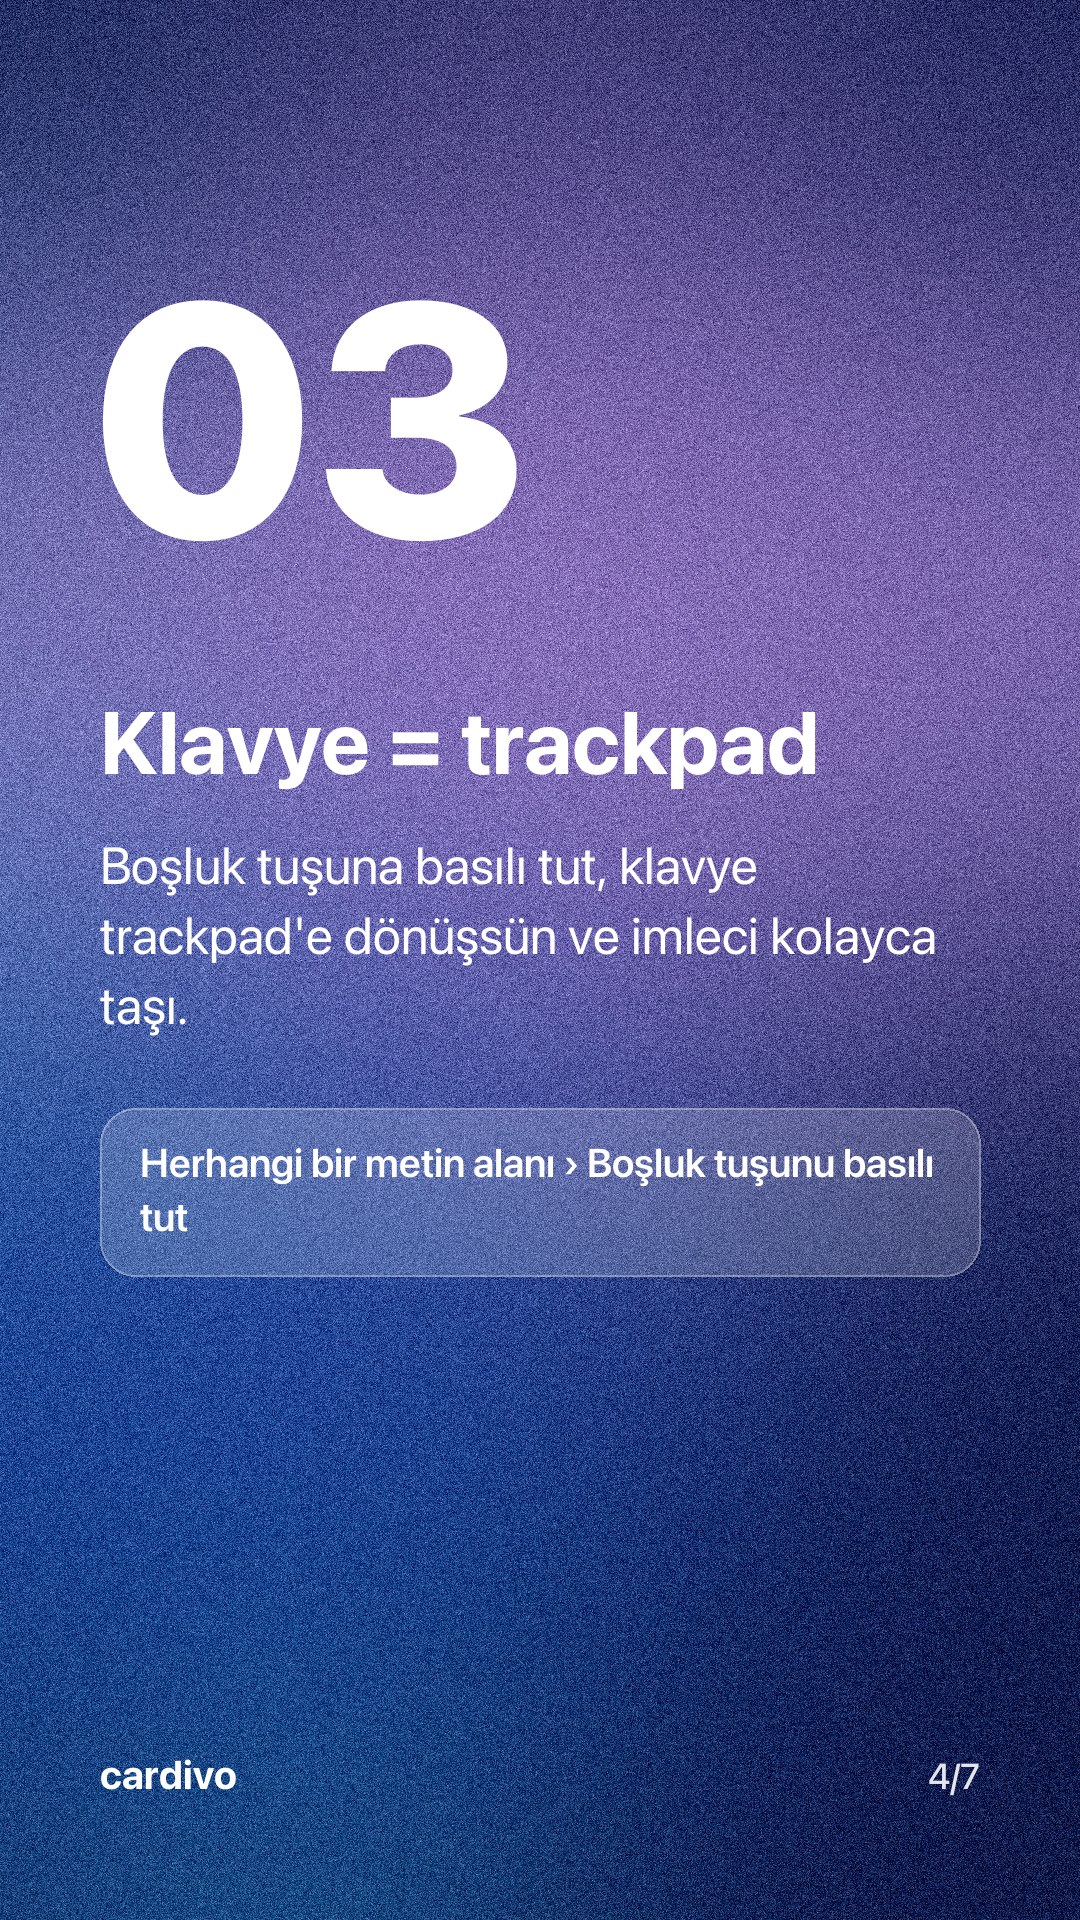 03
Klavye = trackpad
Boşluk tuşuna basılı tut, klavye
trackpad'e dönüşsün ve imleci kolayca
taşı.
Herhangi bir metin alanı › Boşluk tuşunu basılı
tut
cardivo
4/7